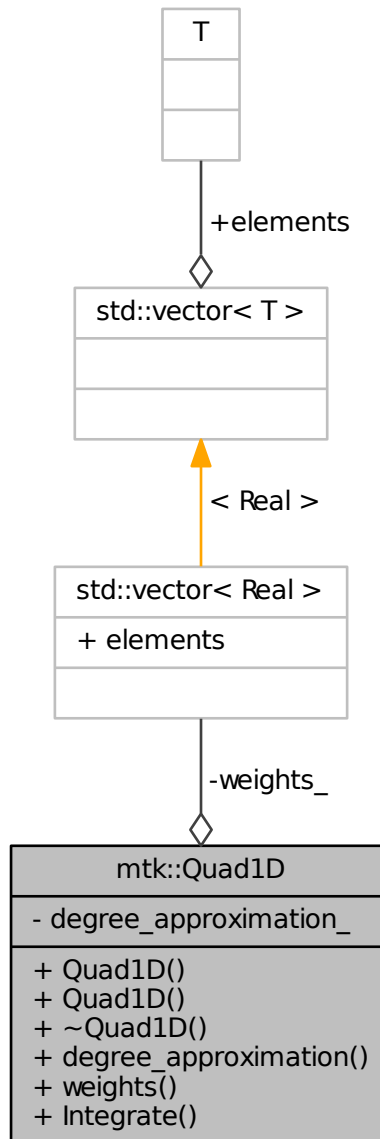 T
+elements
std::vector< T >
< Real >
std::vector< Real >
+ elements
-weights_
mtk::Quad1D
- degree_approximation_
+ Quad1D()
+ Quad1D()
+ ~Quad1D()
+ degree_approximation()
+ weights()
+ Integrate()